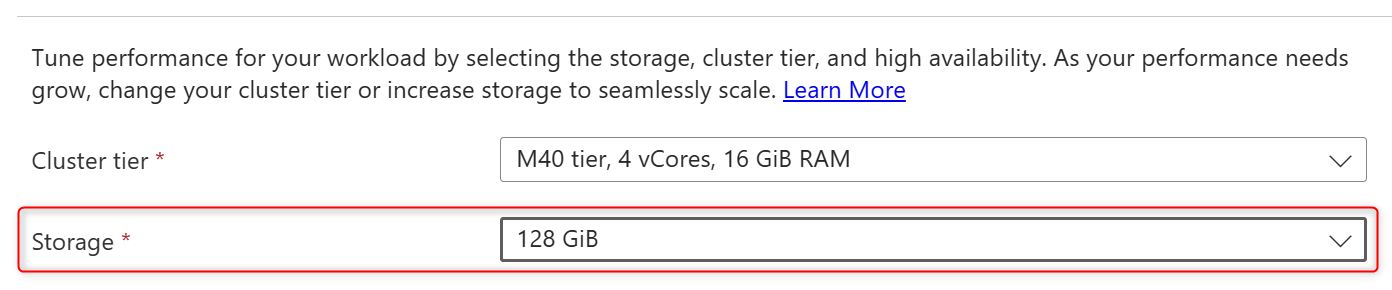 Tune performance for your workload by selecting the storage, cluster tier, and high availability. As your performance needs
grow, change your cluster tier or increase storage to seamlessly scale. Learn More
Cluster tier *
M40 tier, 4 vCores, 16 GiB RAM
Storage *
128 GiB